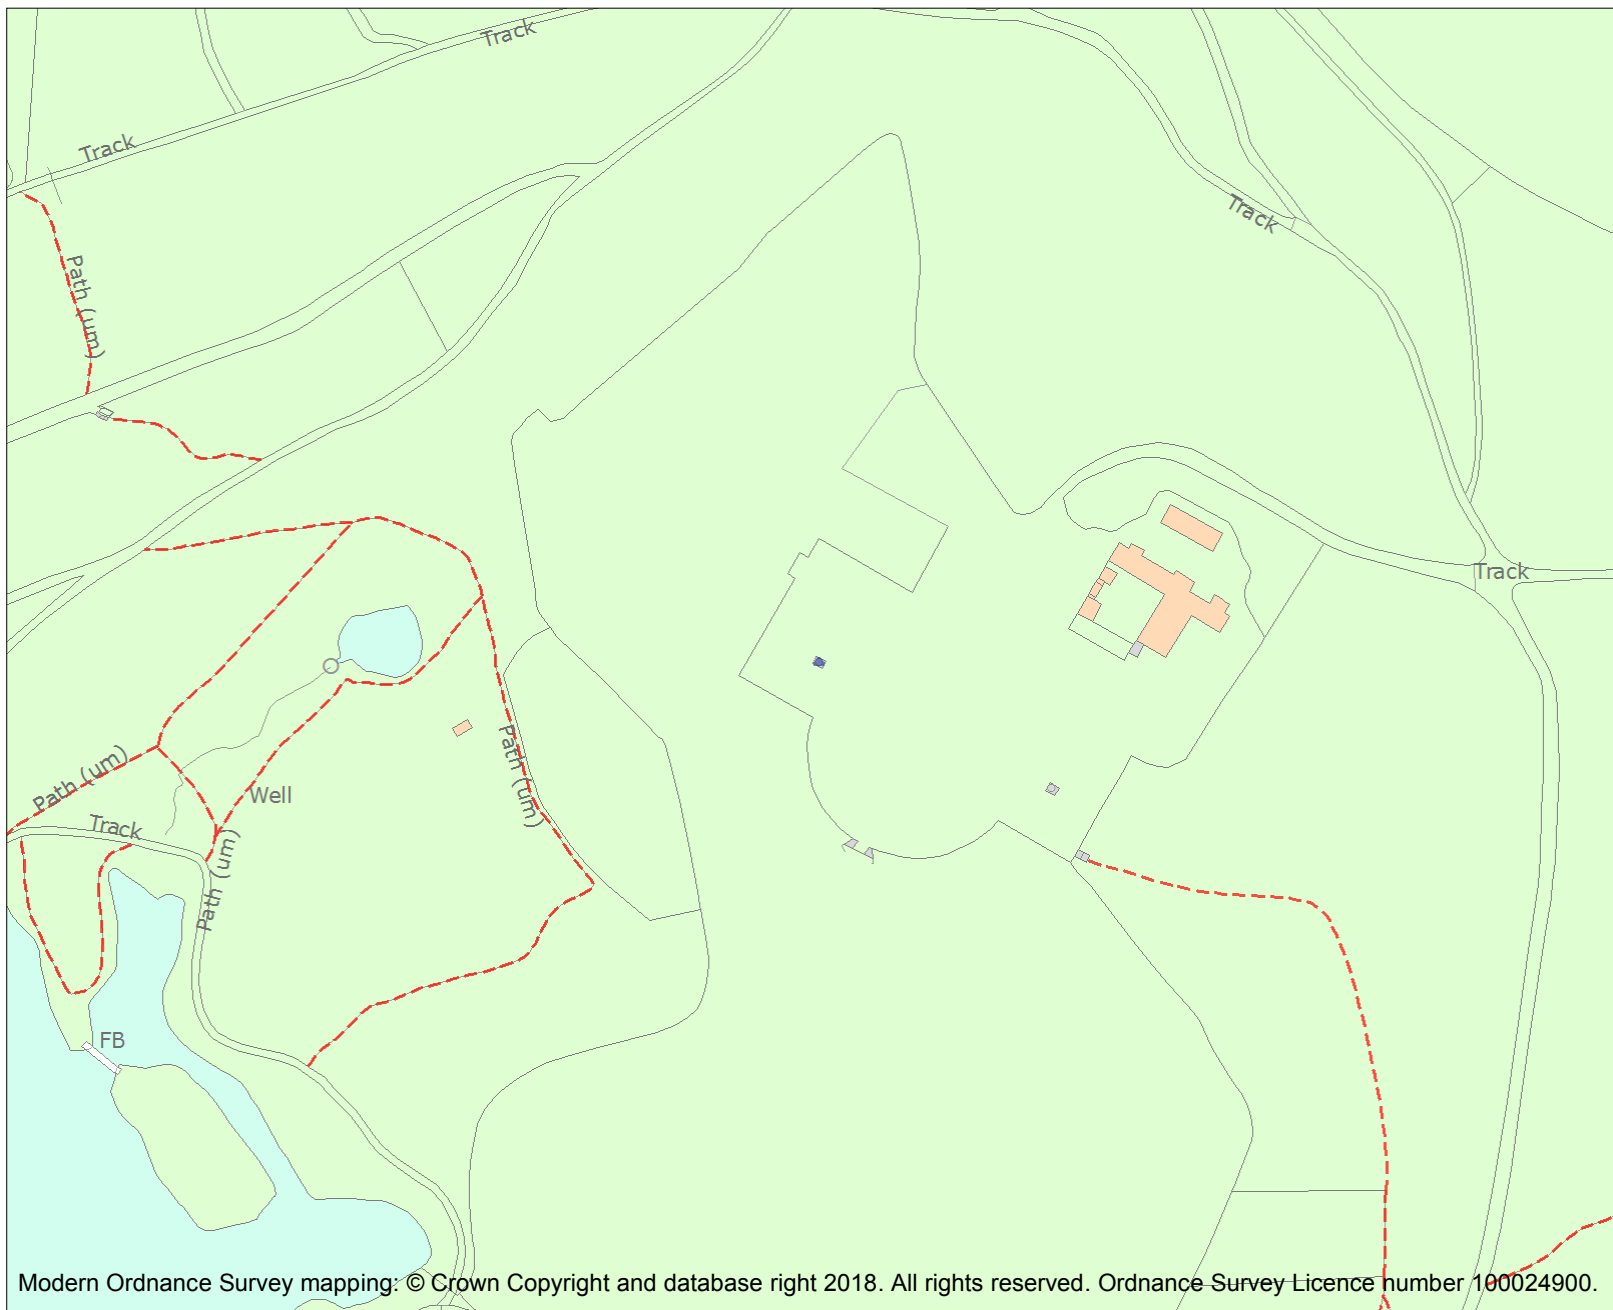 Track
Track
Track
Path (um)
Track
Path (um)
Path (um)
Well
Track
Path (um)
FB
Modern Ordnance Survey mapping: © Crown Copyright and database right 2018. All rights reserved. Ordnance Survey Licence number 100024900.